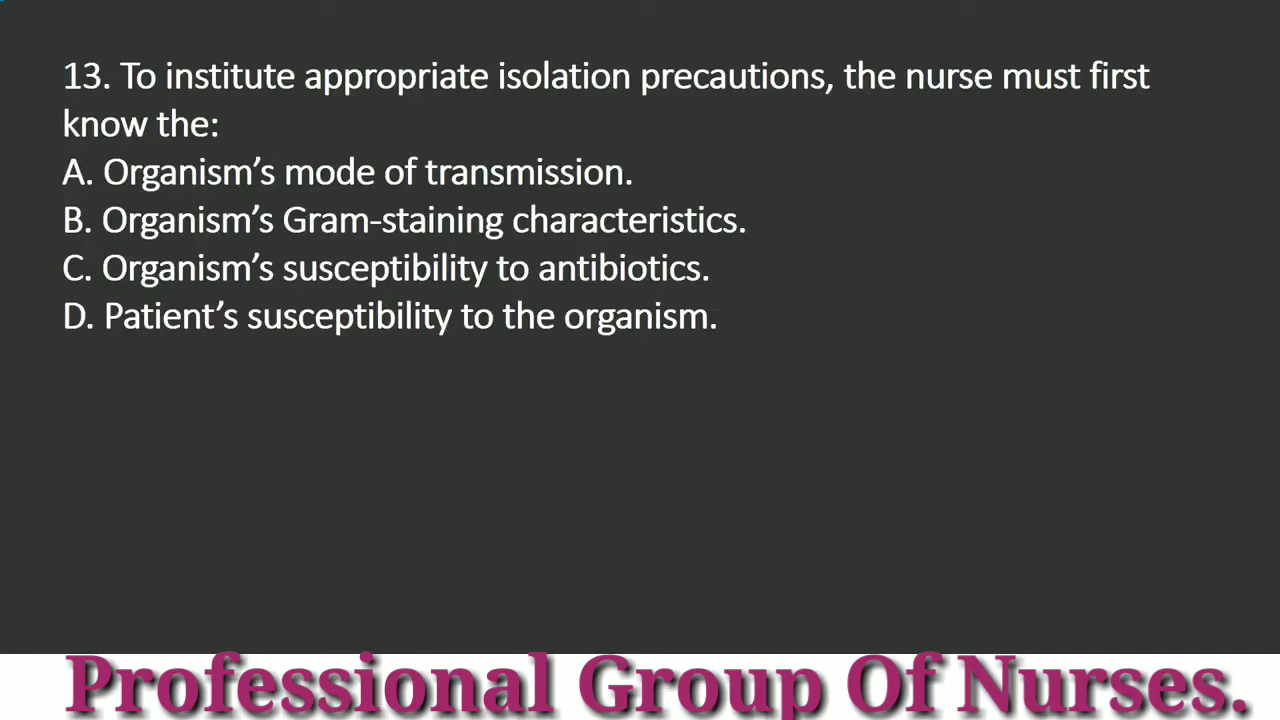 13. To institute appropriate isolation precautions, the nurse must first
know the:
A. Organism’s mode of transmission.
B. Organism’s Gram-staining characteristics.
C. Organism’s susceptibility to antibiotics.
D. Patient’s susceptibility to the organism.
Professional Group Of Nurses.